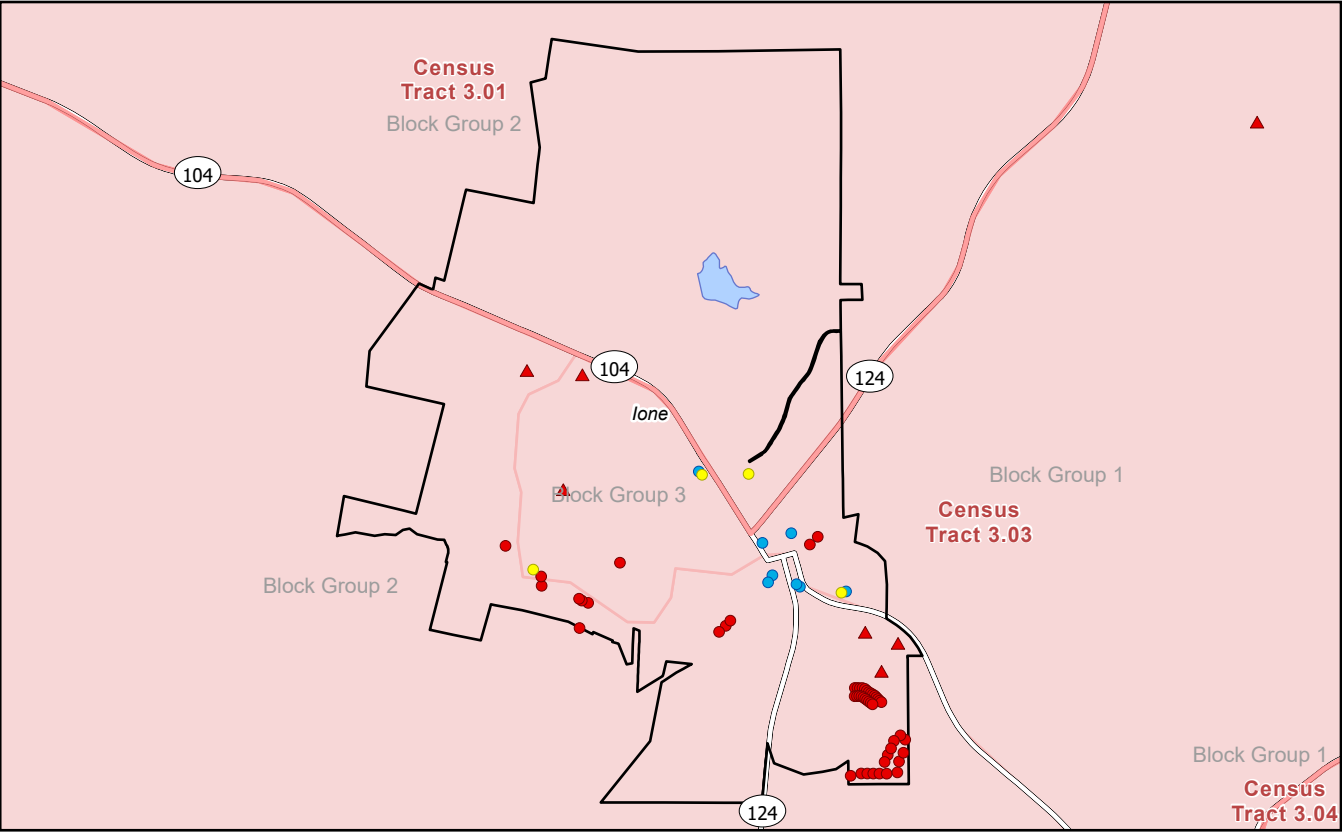 Census
Tract 3.01
Block Group 2
104
104
124
Ione
Block Group 3
Block Group 1
Census
Tract 3.03
Block Group 2
Block Group 1
Census
Tract 3.04
124